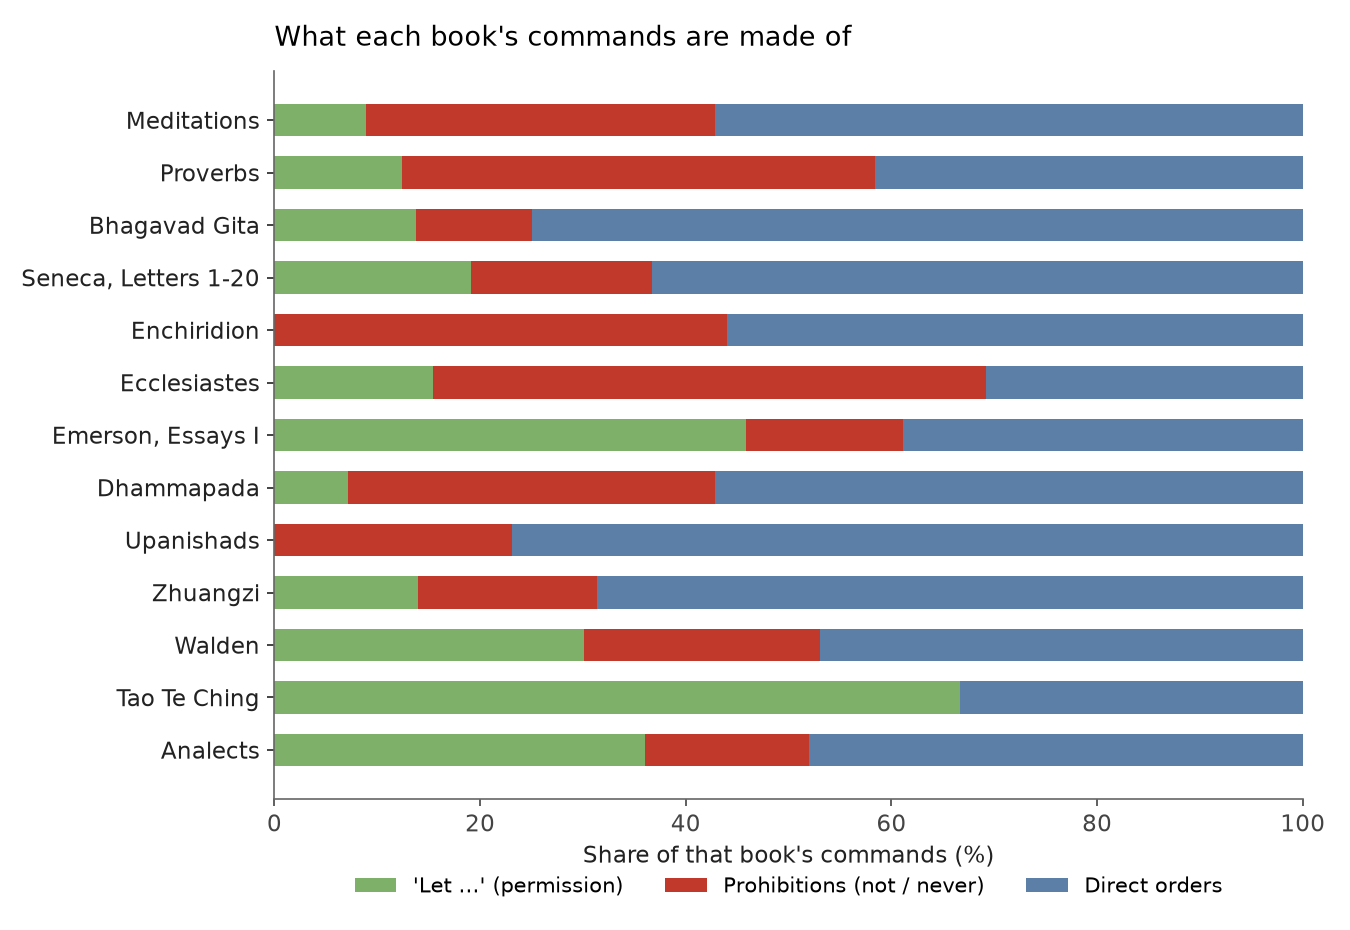 What each book's commands are made of
Meditations
Proverbs
Bhagavad Gita
Seneca, Letters 1-20
Enchiridion
Ecclesiastes
Emerson, Essays I
Dhammapada
Upanishads
Zhuangzi
Walden
Tao Te Ching
Analects
0 20 40 60 80 100
Share of that book's commands (%)
'Let ...' (permission) Prohibitions (not / never) Direct orders